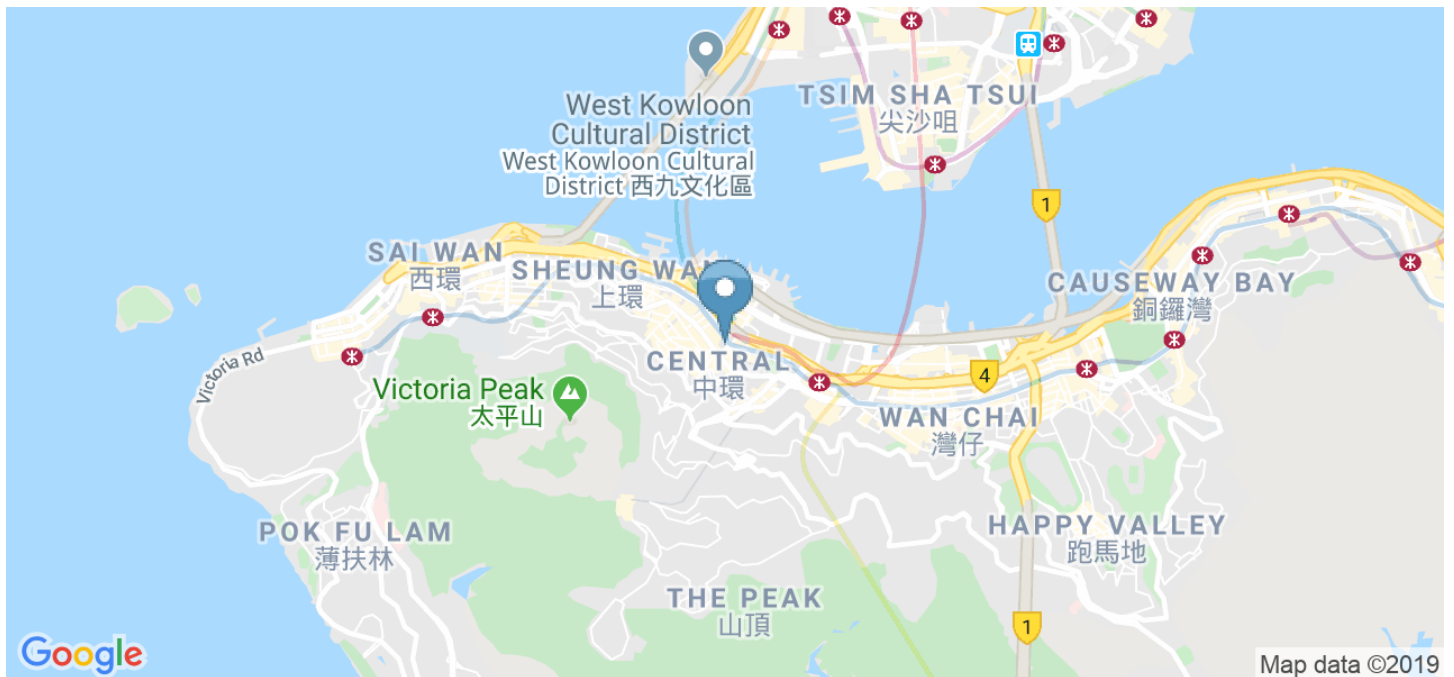 TSIM SHA TSUI
尖沙咀
West Kowloon
Cultural District
West Kowloon Cultural
District 西九文化區
1
SAI WAN
西環
SHEUNG WAN
上環
CAUSEWAY BAY
銅鑼灣
Victoria Rd
CENTRAL
中環
4
Victoria Peak
太平山
WAN CHAI
灣仔
POK FU LAM
薄扶林
HAPPY VALLEY
跑馬地
THE PEAK
山頂
1
Google
Map data ©2019